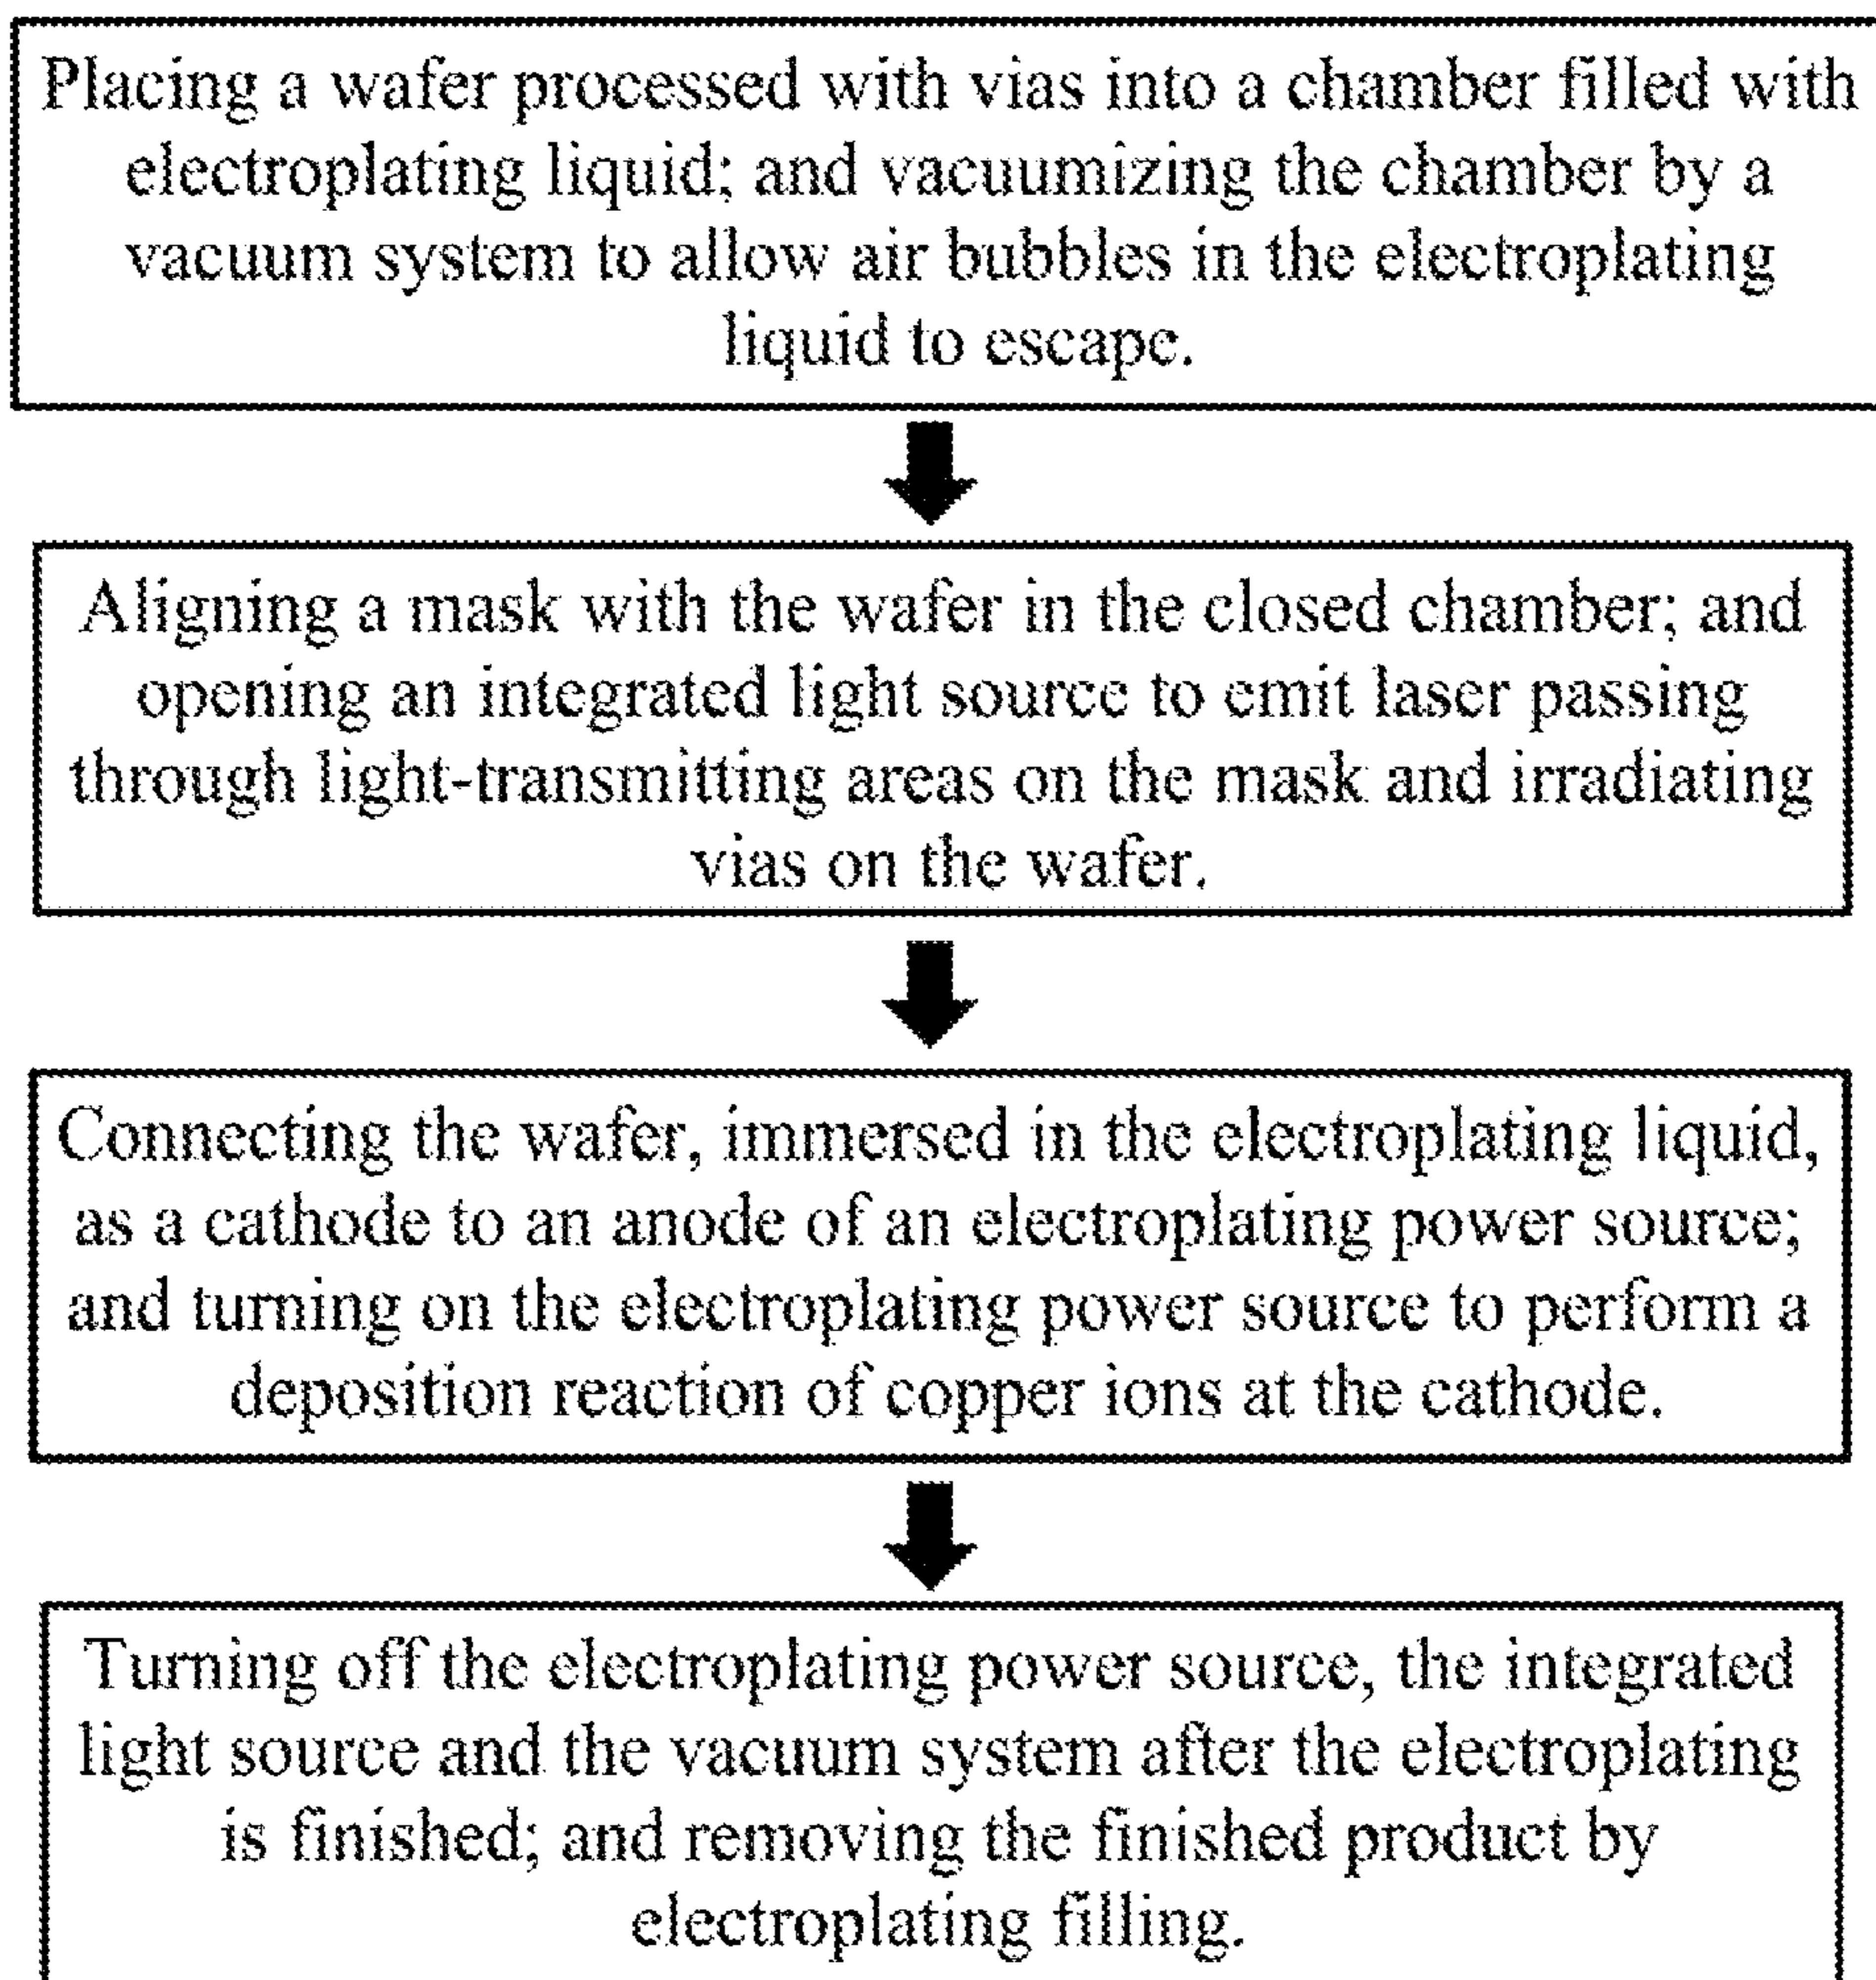 Placing a wafer processed with vias into a chamber filled with
electroplating liquid; and vacuumizing the chamber by a
vacuum system to allow air bubbles in the electroplating
liquid to escape.
Aligning a mask with the wafer in the closed chamber; and
opening an integrated light source to emit laser passing
through light-transmitting areas on the mask and irradiating
vias on the wafer.
Connecting the wafer, immersed in the electroplating liquid,
as a cathode to an anode of an electroplating power source;
and turning on the electroplating power source to perform a
deposition reaction of copper ions at the cathode.
Turning off the electroplating power source, the integrated
light source and the vacuum system after the electroplating
is finished; and removing the finished product by
electroplating filling.